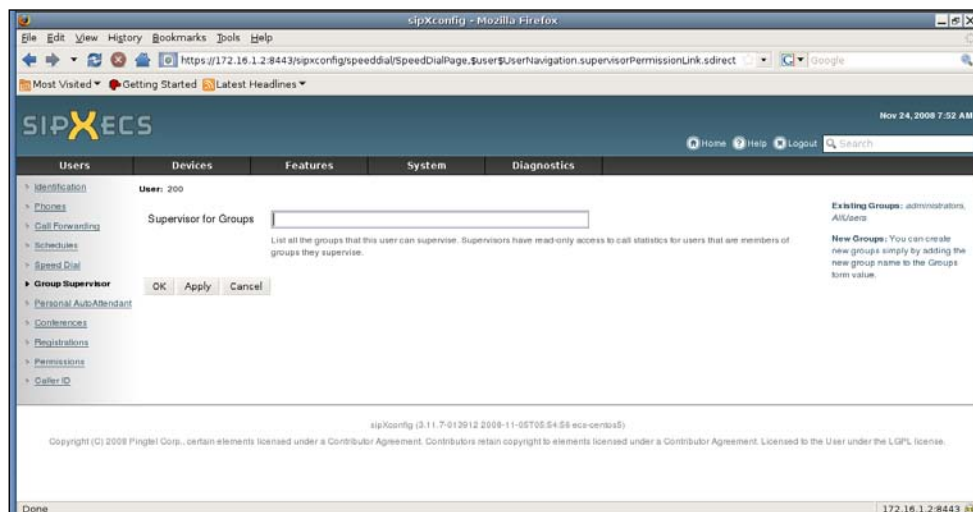 sipXconfig - Mozilla Firefox
File Edit View History Bookmarks Tools Help
https://172.16.1.2:8443/sipxconfig/speeddial/SpeedDialPage,$user$UserNavigation.supervisorPermissionLink.sdirect
Google
Most Visited Getting Started Latest Headlines
SIPXECS
Nov 24, 2008 7:52 AM
Home Help Logout Search
Users Devices Features System Diagnostics
Identification
Phones
Call Forwarding
Schedules
Speed Dial
Group Supervisor
Personal AutoAttendant
Conferences
Registrations
Permissions
Caller ID
User: 200
Supervisor for Groups
List all the groups that this user can supervise. Supervisors have read-only access to call statistics for users that are members of
groups they supervise.
OK Apply Cancel
Existing Groups: administrators,
AllUsers
New Groups: You can create
new groups simply by adding the
new group name to the Groups
form value.
sipXconfig (3.11.7-013912 2008-11-05T05:54:56 ecs-centos5)
Copyright (C) 2008 Pingtel Corp., certain elements licensed under a Contributor Agreement. Contributors retain copyright to elements licensed under a Contributor Agreement. Licensed to the User under the LGPL license.
Done
172.16.1.2:8443